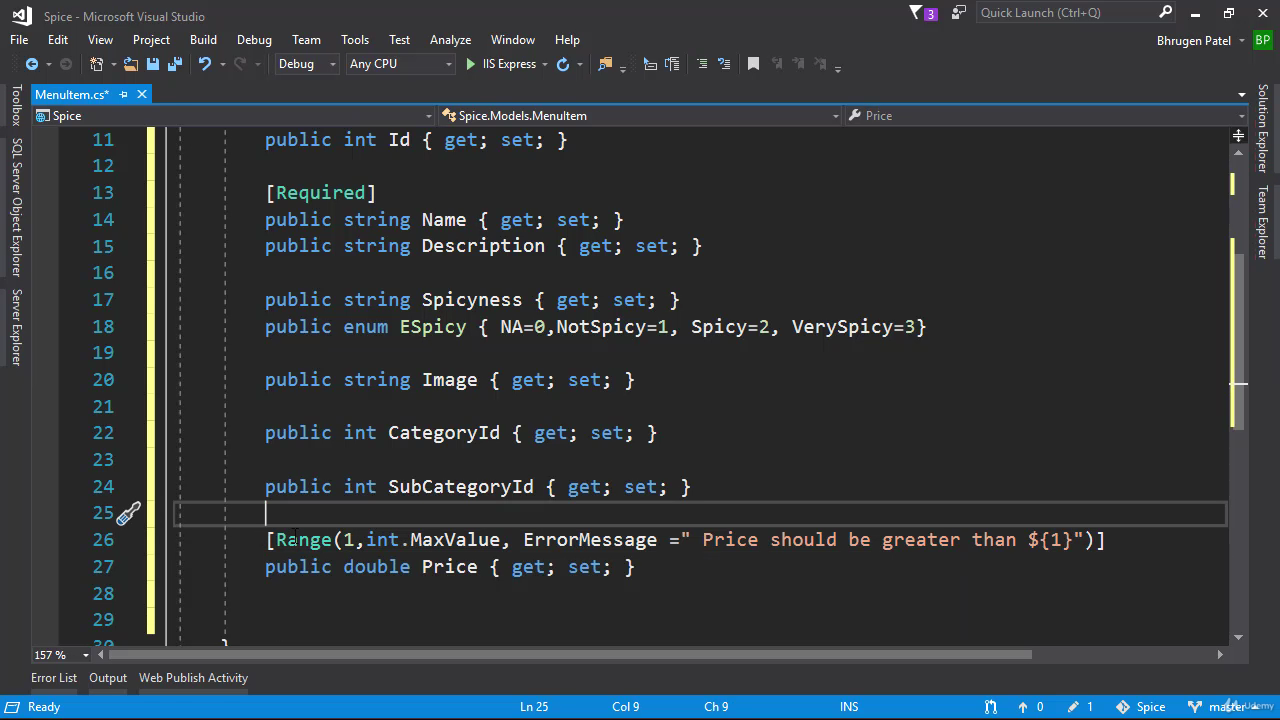 Spice - Microsoft Visual Studio
3
Quick Launch (Ctrl+Q)
File Edit View Project Build Debug Team Tools Test Analyze Window Help
Bhrugen Patel BP
Debug Any CPU IIS Express
MenuItem.cs*
Spice Spice.Models.MenuItem Price
Toolbox
SQL Server Object Explorer
Server Explorer
Solution Explorer
Team Explorer
11 public int Id { get; set; }
12
13 [Required]
14 public string Name { get; set; }
15 public string Description { get; set; }
16
17 public string Spicyness { get; set; }
18 public enum ESpicy { NA=0,NotSpicy=1, Spicy=2, VerySpicy=3}
19
20 public string Image { get; set; }
21
22 public int CategoryId { get; set; }
23
24 public int SubCategoryId { get; set; }
25
26 [Range(1,int.MaxValue, ErrorMessage =" Price should be greater than ${1}")]
27 public double Price { get; set; }
28
29
30 }
157 %
Error List Output Web Publish Activity
Ready Ln 25 Col 9 Ch 9 INS 0 1 Spice master
Udemy